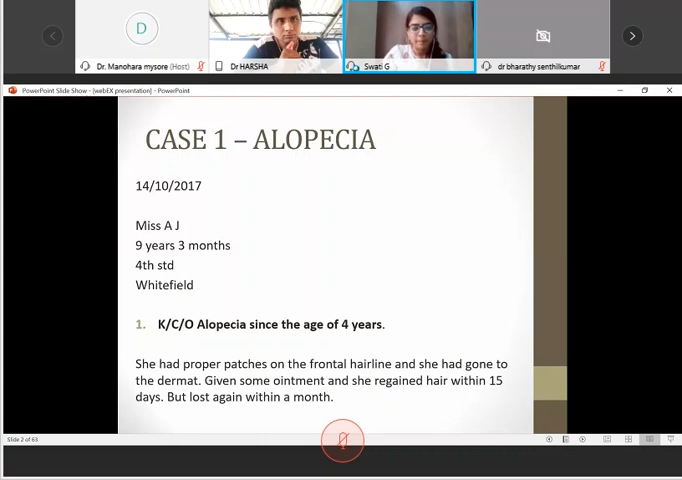 D
Dr. Manohara mysore (Host)
Dr HARSHA
Swati G
dr bharathy senthilkumar
PowerPoint Slide Show - [webEX presentation] - PowerPoint
CASE 1 – ALOPECIA
14/10/2017
Miss A J
9 years 3 months
4th std
Whitefield
1. K/C/O Alopecia since the age of 4 years.
She had proper patches on the frontal hairline and she had gone to
the dermat. Given some ointment and she regained hair within 15
days. But lost again within a month.
Slide 2 of 63